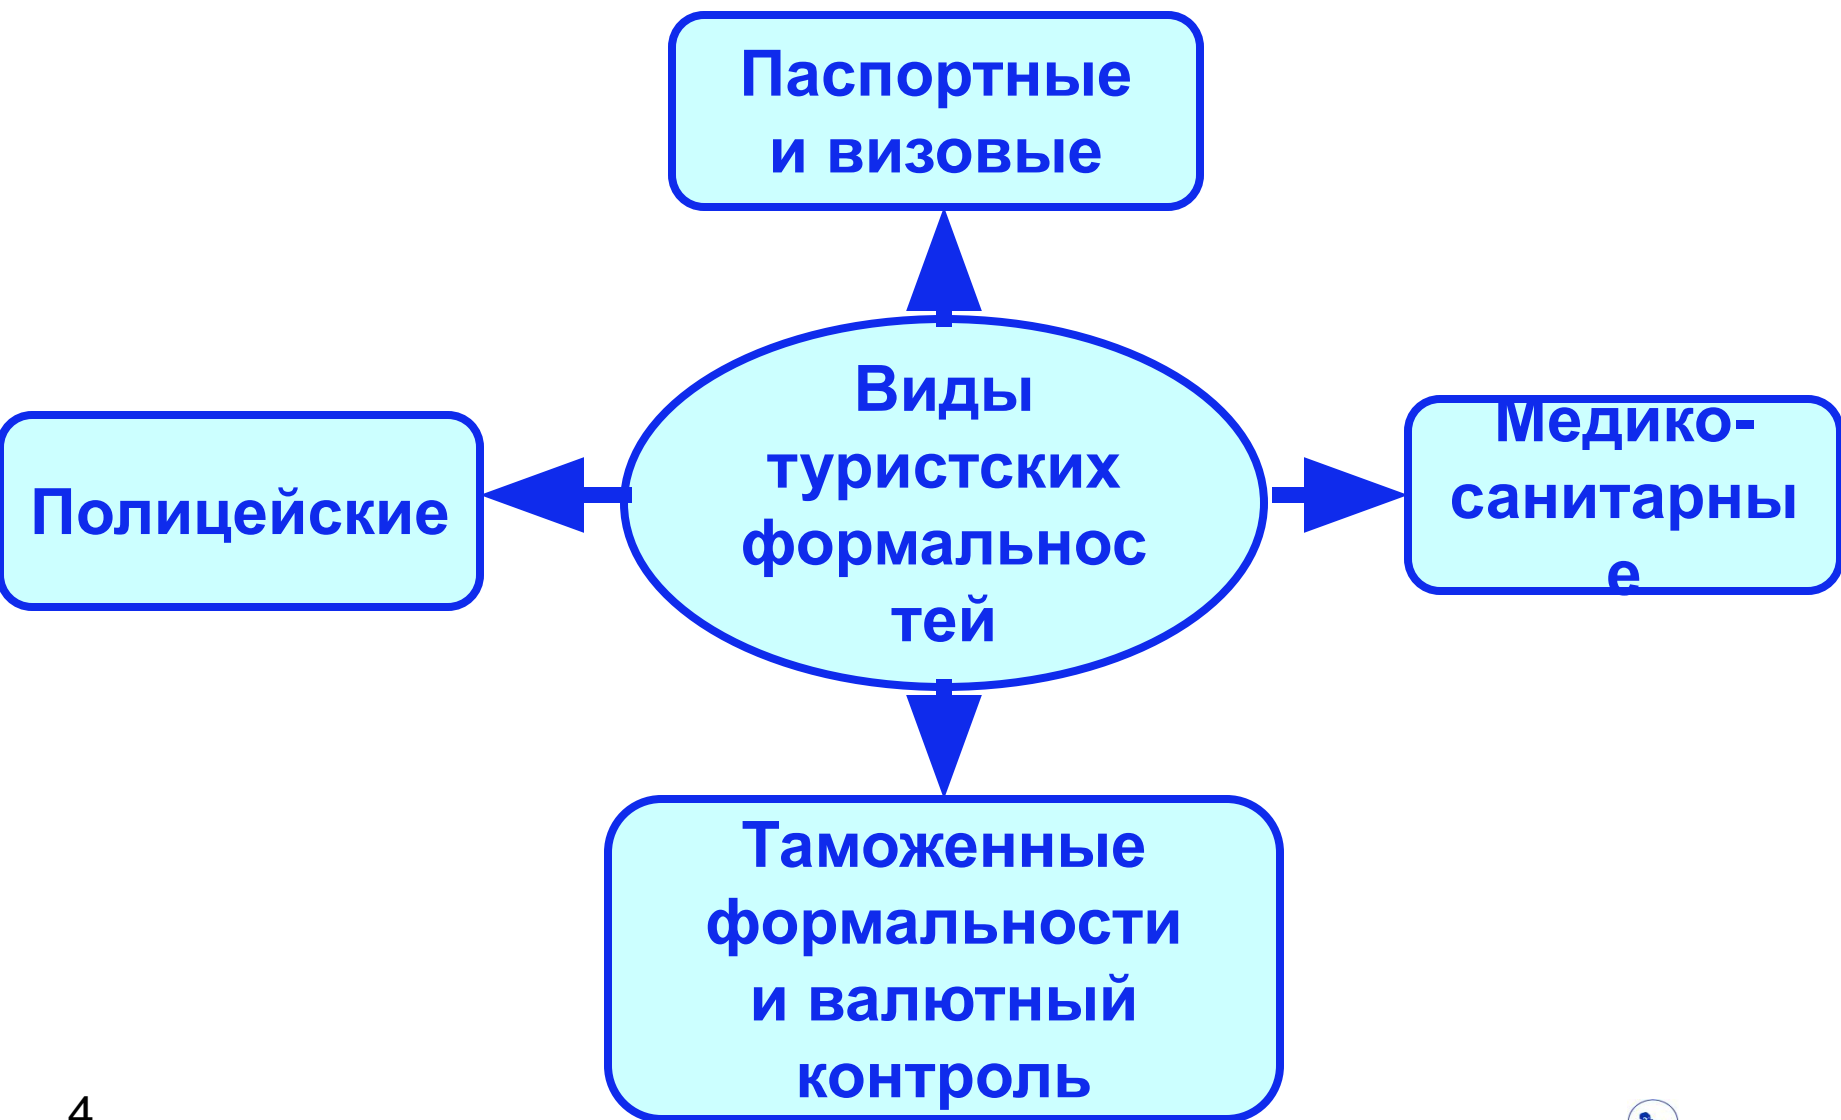 Паспортные
и визовые
Виды
туристских
формальнос
тей
Полицейские
Медико-
санитарны
е
Таможенные
формальности
и валютный
контроль
4